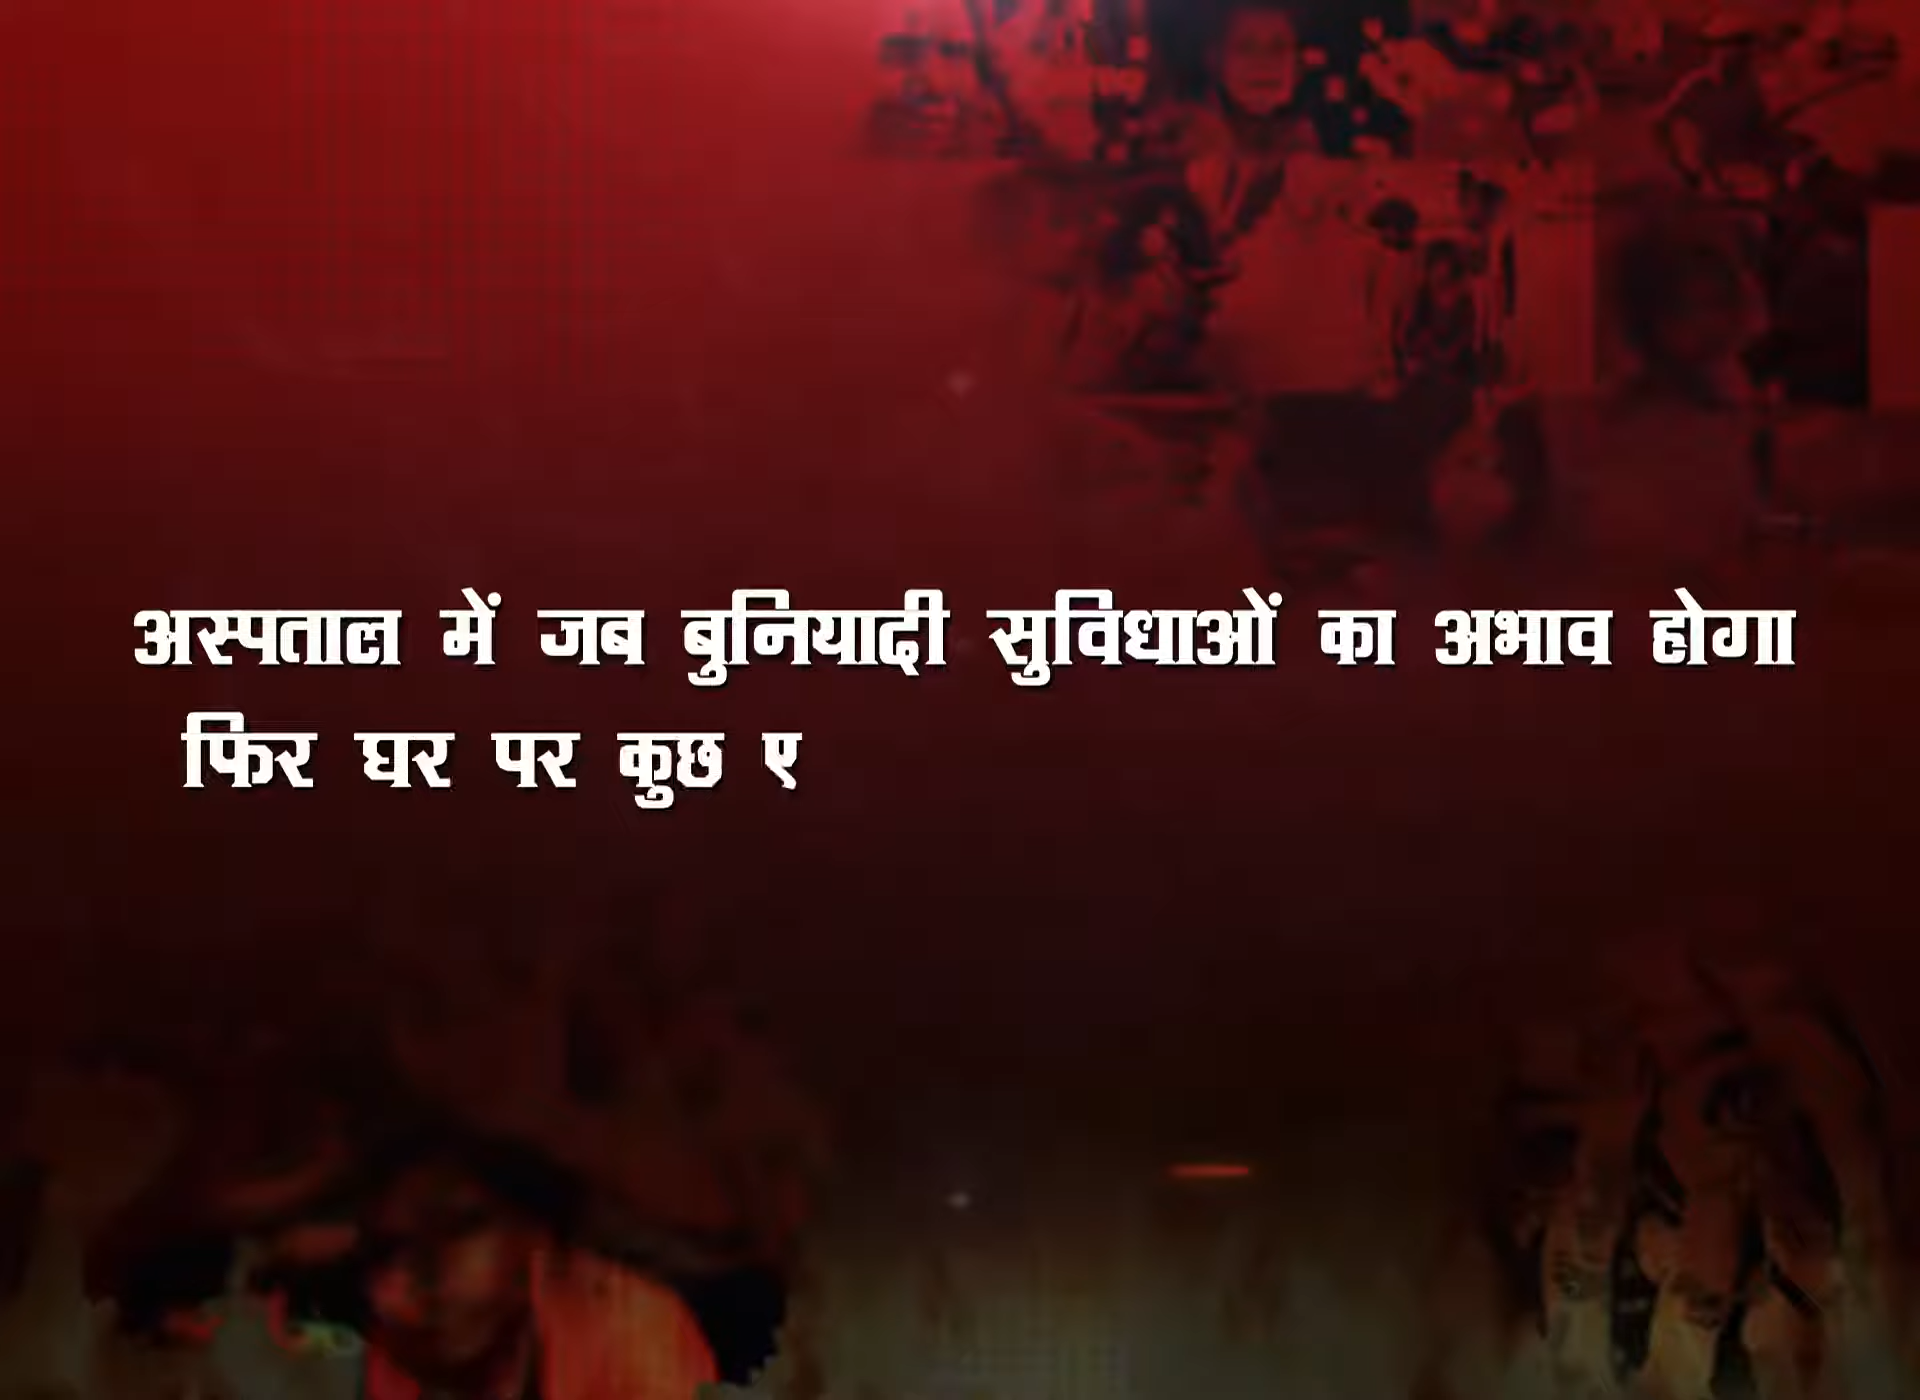 अस्पताल में जब बुनियादी सुविधाओं का अभाव होगा
फिर घर पर कुछ ए